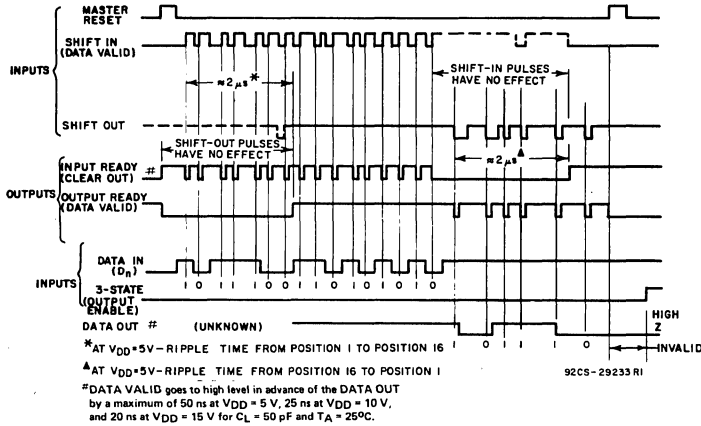 MASTER
RESET
SHIFT IN
(DATA VALID)
INPUTS
≈2 μs*
SHIFT-IN PULSES
HAVE NO EFFECT
SHIFT OUT
SHIFT-OUT PULSES
HAVE NO EFFECT
≈2 μs▲
INPUT READY #
(CLEAR OUT)
OUTPUTS
OUTPUT READY
(DATA VALID)
DATA IN
(Dn)
INPUTS
1 0 1 1 0 0 1 1 0 1 0 1 0
3-STATE
(OUTPUT
ENABLE)
HIGH
Z
DATA OUT # (UNKNOWN)
1 0 1 1 1 0
INVALID
*AT VDD=5V-RIPPLE TIME FROM POSITION 1 TO POSITION 16
▲AT VDD=5V-RIPPLE TIME FROM POSITION 16 TO POSITION 1
92CS-29233R1
#DATA VALID goes to high level in advance of the DATA OUT
by a maximum of 50 ns at VDD = 5 V, 25 ns at VDD = 10 V,
and 20 ns at VDD = 15 V for CL = 50 pF and TA = 25°C.